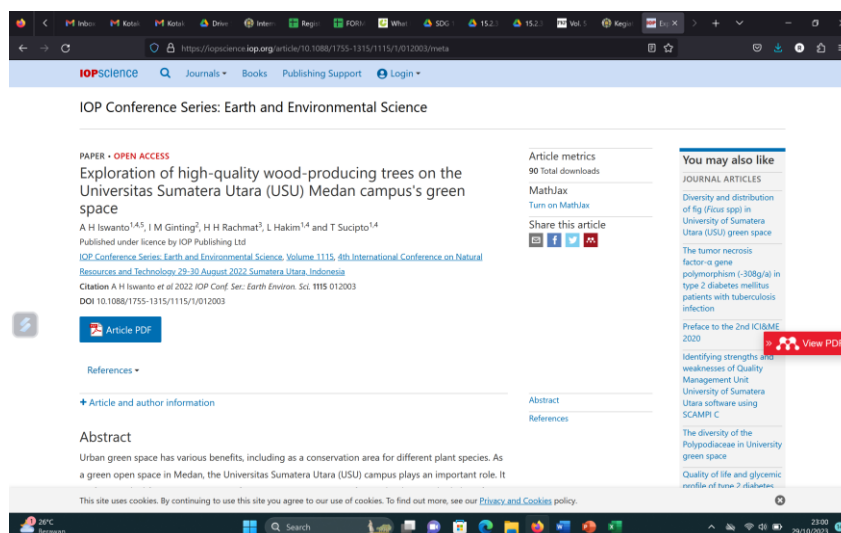 Inbox
Kotak
Kotak
Drive
Intern
Regist
FORM
What
SDG
15.2.3
15.2.3
Vol. 5
Exp
https://iopscience.iop.org/article/10.1088/1755-1315/1115/1/012003/meta
IOPSCIENCE Journals Books Publishing Support Login
IOP Conference Series: Earth and Environmental Science
PAPER • OPEN ACCESS
Exploration of high-quality wood-producing trees on the
Universitas Sumatera Utara (USU) Medan campus's green
space
A H Iswanto1,4,5, I M Ginting2, H H Rachmat3, L Hakim1,4 and T Sucipto1,4
Published under licence by IOP Publishing Ltd
IOP Conference Series: Earth and Environmental Science, Volume 1115, 4th International Conference on Natural
Resources and Technology 29-30 August 2022 Sumatera Utara, Indonesia
Citation A H Iswanto et al 2022 IOP Conf. Ser.: Earth Environ. Sci. 1115 012003
DOI 10.1088/1755-1315/1115/1/012003
Article PDF
References
+ Article and author information
Abstract
Urban green space has various benefits, including as a conservation area for different plant species. As
a green open space in Medan, the Universitas Sumatera Utara (USU) campus plays an important role. It
Article metrics
90 Total downloads
MathJax
Turn on MathJax
Share this article
Abstract
References
You may also like
JOURNAL ARTICLES
Diversity and distribution
of fig (Ficus spp) in
University of Sumatera
Utara (USU) green space
The tumor necrosis
factor-α gene
polymorphism (-308g/a) in
type 2 diabetes mellitus
patients with tuberculosis
infection
Preface to the 2nd ICI&ME
2020
Identifying strengths and
weaknesses of Quality
Management Unit
University of Sumatera
Utara software using
SCAMPI C
The diversity of the
Polypodiaceae in University
green space
Quality of life and glycemic
profile of type 2 diabetes
View PDF
This site uses cookies. By continuing to use this site you agree to our use of cookies. To find out more, see our Privacy and Cookies policy.
26°C
Berawan
Search
23:00
29/10/2023